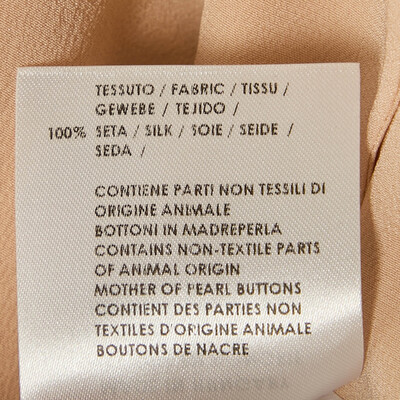 TESSUTO / FABRIC / TISSU /
GEWEBE / TEJIDO /
100% SETA / SILK / SOIE / SEIDE /
SEDA /
CONTIENE PARTI NON TESSILI DI
ORIGINE ANIMALE
BOTTONI IN MADREPERLA
CONTAINS NON-TEXTILE PARTS
OF ANIMAL ORIGIN
MOTHER OF PEARL BUTTONS
CONTIENT DES PARTIES NON
TEXTILES D'ORIGINE ANIMALE
BOUTONS DE NACRE